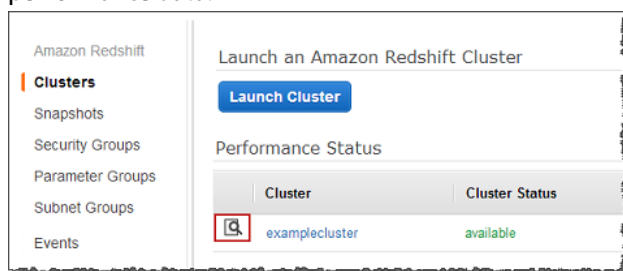 Amazon Redshift
Clusters
Snapshots
Security Groups
Parameter Groups
Subnet Groups
Events
Launch an Amazon Redshift Cluster
Launch Cluster
Performance Status
Cluster Cluster Status
examplecluster available